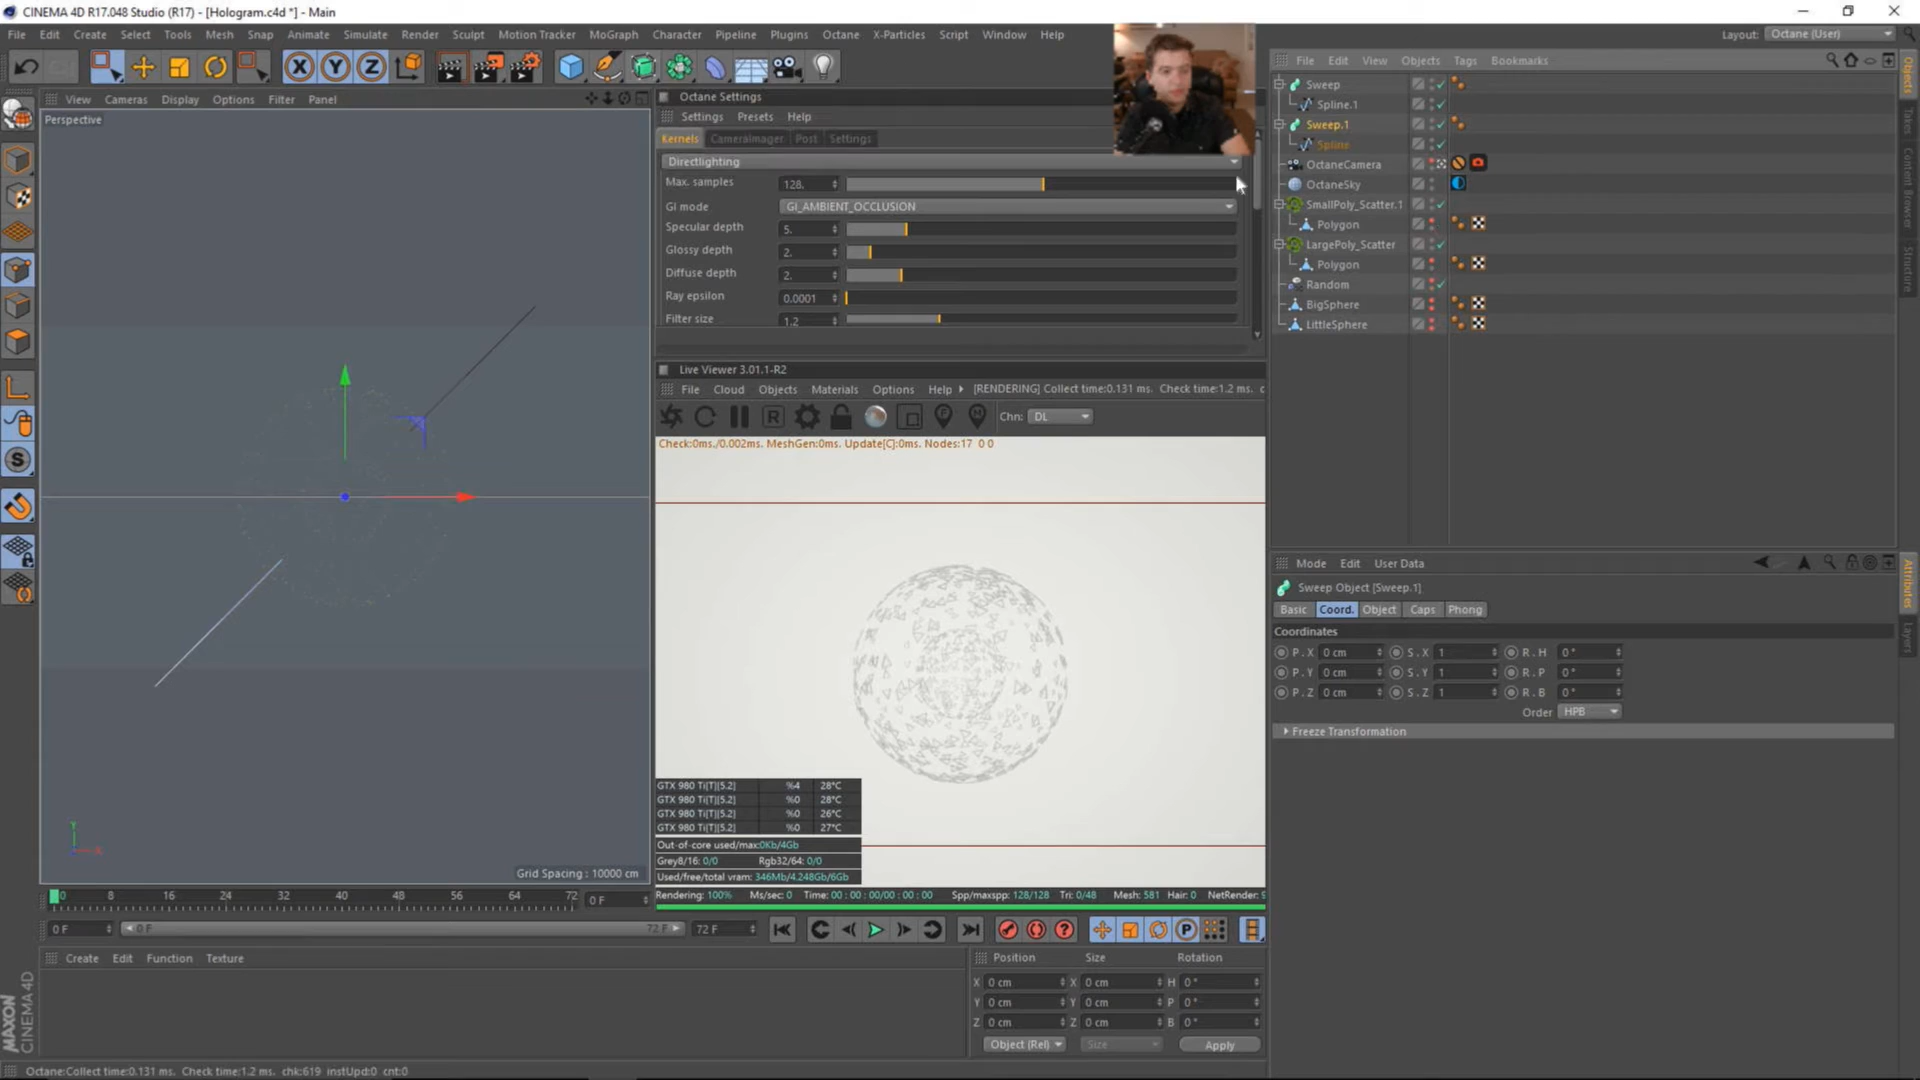 CINEMA 4D R17.048 Studio (R17) - [Hologram.c4d *] - Main
File Edit Create Select Tools Mesh Snap Animate Simulate Render Sculpt Motion Tracker MoGraph Character Pipeline Plugins Octane X-Particles Script Window Help
Layout: Octane (User)
View Cameras Display Options Filter Panel
Perspective
Grid Spacing : 10000 cm
Octane Settings
Settings Presets Help
Kernels CameraImager Post Settings
Directlighting
Max. samples 128.
GI mode GI_AMBIENT_OCCLUSION
Specular depth 5.
Glossy depth 2.
Diffuse depth 2.
Ray epsilon 0.0001
Filter size 1.2
Live Viewer 3.01.1-R2
File Cloud Objects Materials Options Help [RENDERING] Collect time:0.131 ms. Check time:1.2 ms. c
Chn: DL
Check:0ms./0.002ms. MeshGen:0ms. Update[C]:0ms. Nodes:17 0 0
GTX 980 Ti[T][5.2] %4 28°C
GTX 980 Ti[T][5.2] %0 28°C
GTX 980 Ti[T][5.2] %0 26°C
GTX 980 Ti[T][5.2] %0 27°C
Out-of-core used/max:0Kb/4Gb
Grey8/16: 0/0 Rgb32/64: 0/0
Used/free/total vram: 346Mb/4.248Gb/6Gb
Rendering: 100% Ms/sec: 0 Time: 00 : 00 : 00/00 : 00 : 00 Spp/maxspp: 128/128 Tri: 0/48 Mesh: 581 Hair: 0 NetRender: 9
File Edit View Objects Tags Bookmarks
Sweep
Spline.1
Sweep.1
Spline
OctaneCamera
OctaneSky
SmallPoly_Scatter.1
Polygon
LargePoly_Scatter
Polygon
Random
BigSphere
LittleSphere
Objects
Takes
Content Browser
Structure
Mode Edit User Data
Sweep Object [Sweep.1]
Basic Coord. Object Caps Phong
Coordinates
P . X 0 cm S . X 1 R . H 0 °
P . Y 0 cm S . Y 1 R . P 0 °
P . Z 0 cm S . Z 1 R . B 0 °
Order HPB
Freeze Transformation
Attributes
Layers
Y
X
0 8 16 24 32 40 48 56 64 72 0 F
0 F 0 F 72 F 72 F
Create Edit Function Texture
Position Size Rotation
X 0 cm X 0 cm H 0 °
Y 0 cm Y 0 cm P 0 °
Z 0 cm Z 0 cm B 0 °
Object (Rel) Size Apply
MAXON
CINEMA 4D
Octane:Collect time:0.131 ms. Check time:1.2 ms. chk:619 instUpd:0 cnt:0